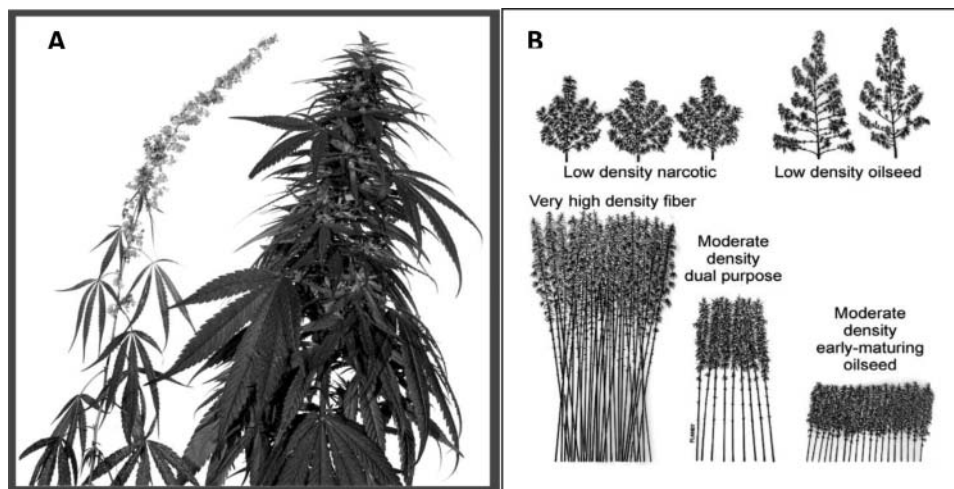 A
B
Low density narcotic
Low density oilseed
Very high density fiber
Moderate
density
dual purpose
Moderate
density
early-maturing
oilseed